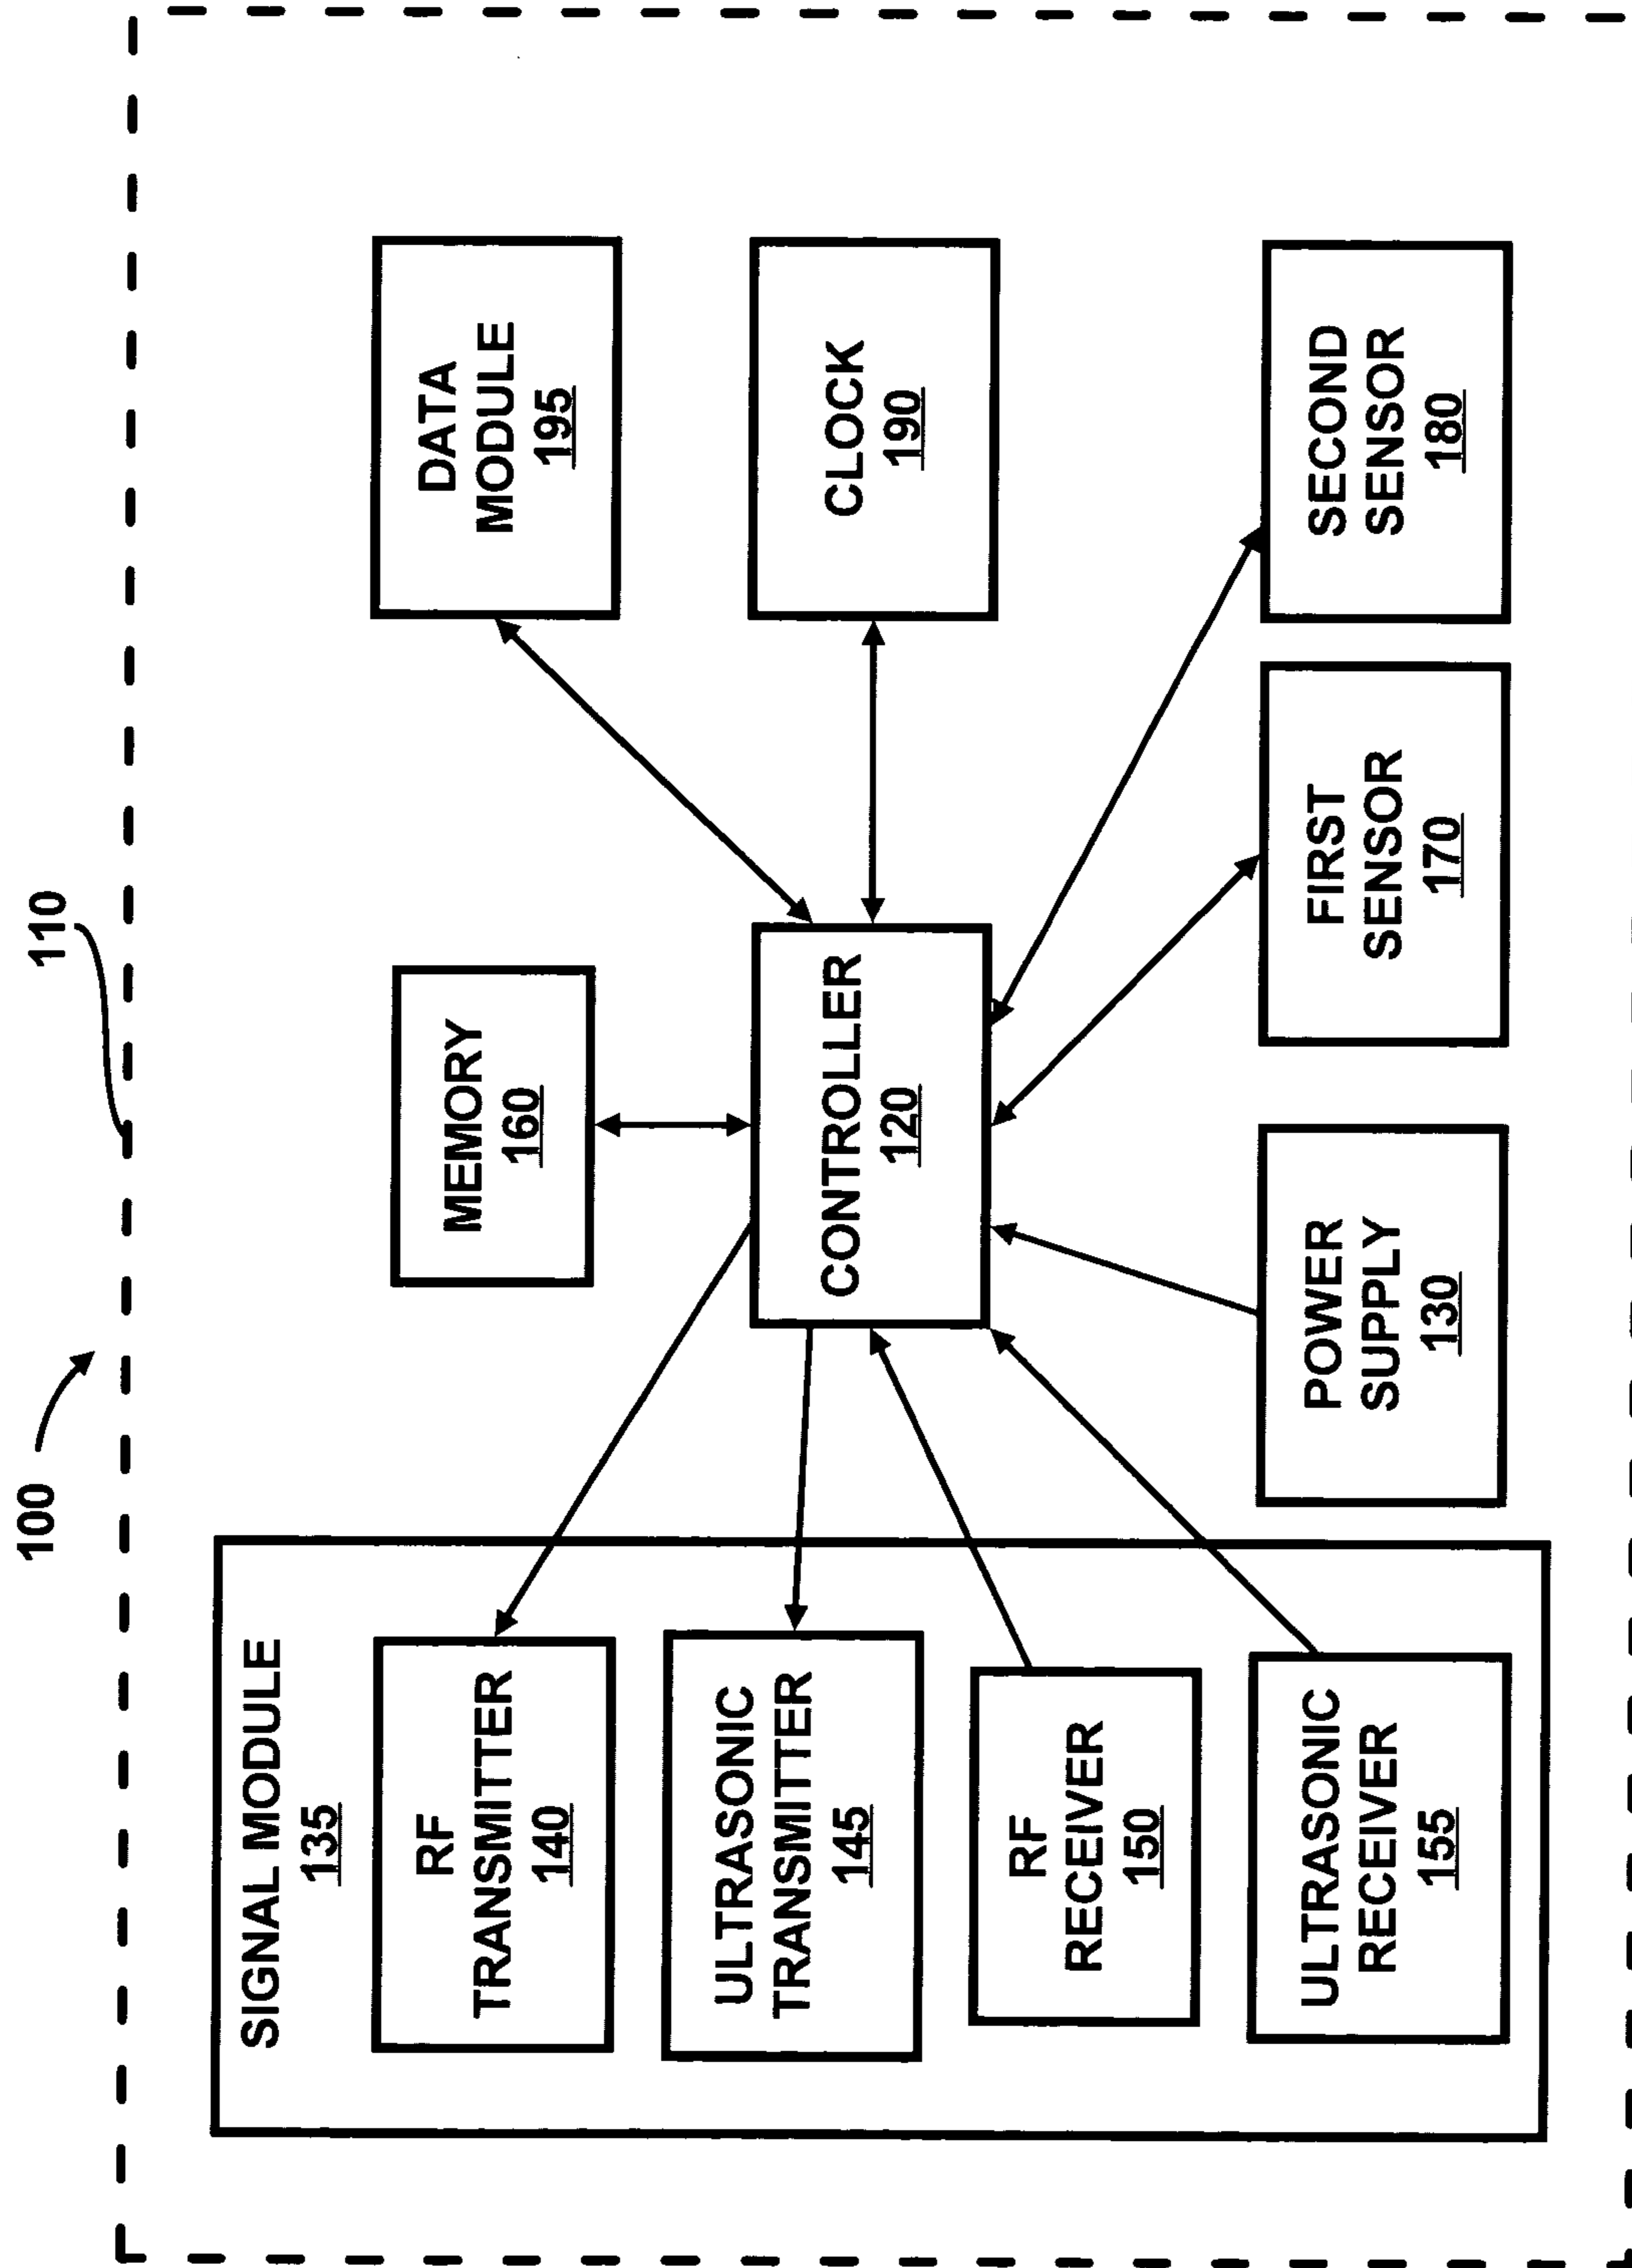 100
110
SIGNAL MODULE
135
RF
TRANSMITTER
140
ULTRASONIC
TRANSMITTER
145
RF
RECEIVER
150
ULTRASONIC
RECEIVER
155
MEMORY
160
CONTROLLER
120
POWER
SUPPLY
130
FIRST
SENSOR
170
DATA
MODULE
195
CLOCK
190
SECOND
SENSOR
180